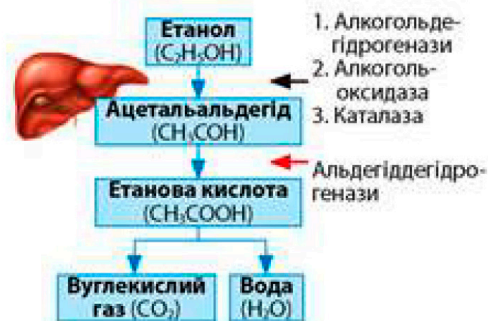 Етанол
(C₂H₅OH)
1. Алкогольде-
гідрогенази
2. Алкоголь-
оксидаза
3. Каталаза
Ацетальальдегід
(CH₃COH)
Альдегіддегідро-
генази
Етанова кислота
(CH₃COOH)
Вуглекислий
газ (CO₂)
Вода
(H₂O)